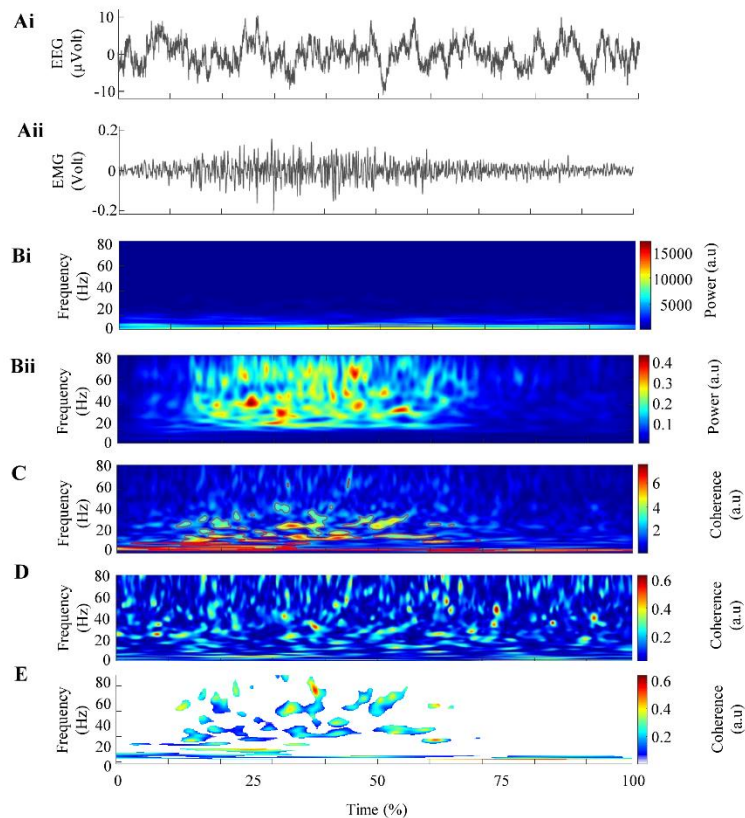 Ai
EEG
(µVolt)
10
0
-10
Aii
EMG
(Volt)
0.2
0
-0.2
Bi
Frequency
(Hz)
80
60
40
20
0
15000
10000
5000
Power (a.u)
Bii
Frequency
(Hz)
80
60
40
20
0
0.4
0.3
0.2
0.1
Power (a.u)
C
Frequency
(Hz)
80
60
40
20
0
6
4
2
Coherence
(a.u)
D
Frequency
(Hz)
80
60
40
20
0
0.6
0.4
0.2
Coherence
(a.u)
E
Frequency
(Hz)
80
60
40
20
0
0.6
0.4
0.2
Coherence
(a.u)
0 25 50 75 100
Time (%)